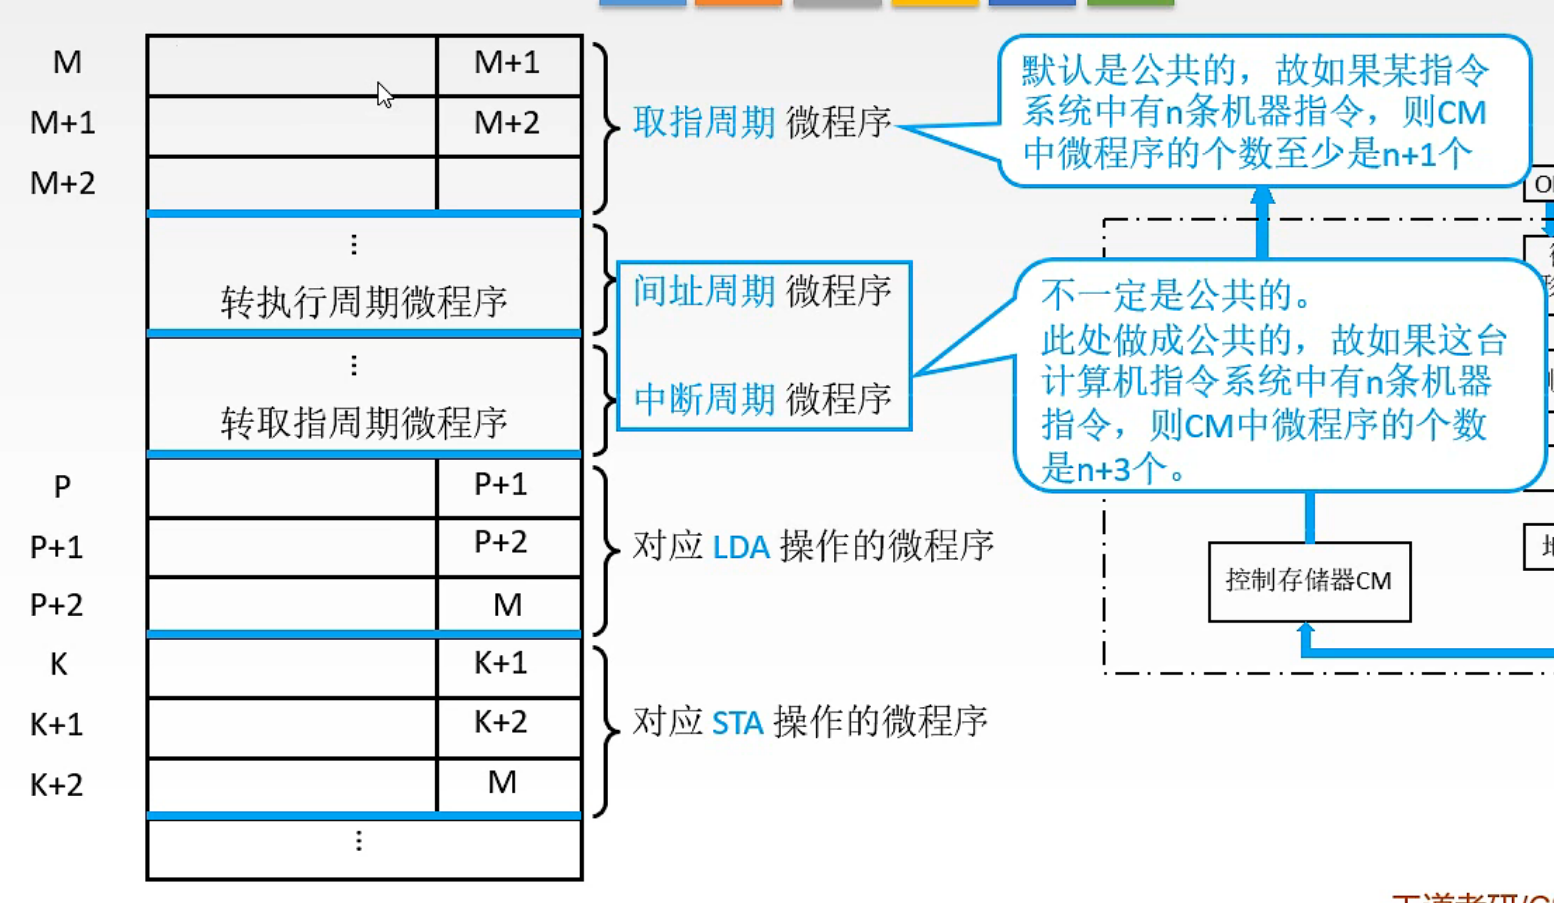 M
M+1
M+1
M+2
M+2
取指周期 微程序
默认是公共的，故如果某指令
系统中有n条机器指令，则CM
中微程序的个数至少是n+1个
⋮
转执行周期微程序
间址周期 微程序
⋮
转取指周期微程序
中断周期 微程序
不一定是公共的。
此处做成公共的，故如果这台
计算机指令系统中有n条机器
指令，则CM中微程序的个数
是n+3个。
P
P+1
P+1
P+2
P+2
M
对应 LDA 操作的微程序
K
K+1
K+1
K+2
K+2
M
对应 STA 操作的微程序
⋮
控制存储器CM